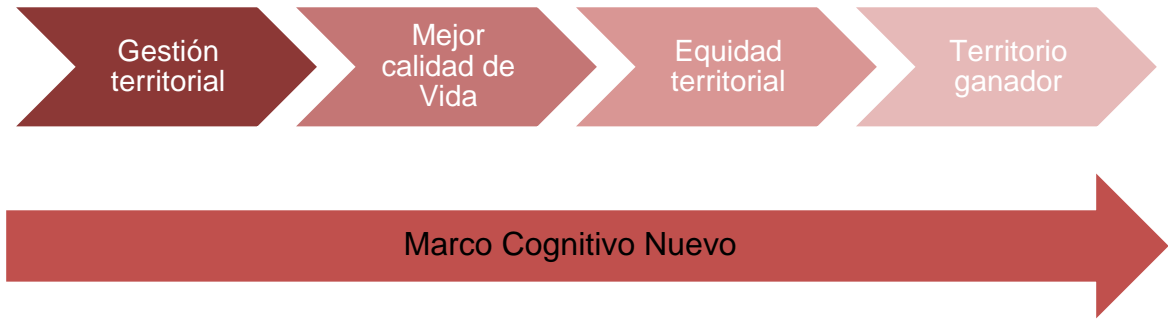 Gestión
territorial
Mejor
calidad de
Vida
Equidad
territorial
Territorio
ganador
Marco Cognitivo Nuevo